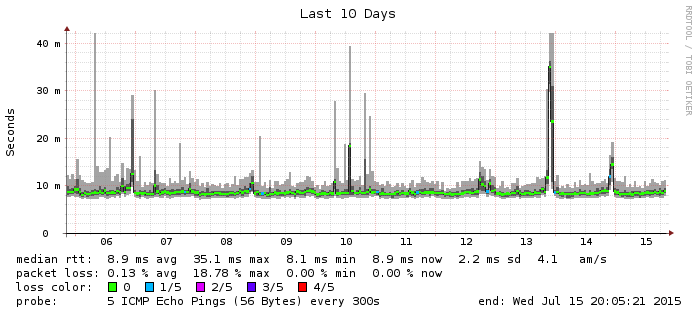 Last 10 Days
RRDTOOL / TOBI OETIKER
Seconds
40 m
30 m
20 m
10 m
0
06 07 08 09 10 11 12 13 14 15
median rtt: 8.9 ms avg 35.1 ms max 8.1 ms min 8.9 ms now 2.2 ms sd 4.1 am/s
packet loss: 0.13 % avg 18.78 % max 0.00 % min 0.00 % now
loss color: 0 1/5 2/5 3/5 4/5
probe: 5 ICMP Echo Pings (56 Bytes) every 300s end: Wed Jul 15 20:05:21 2015